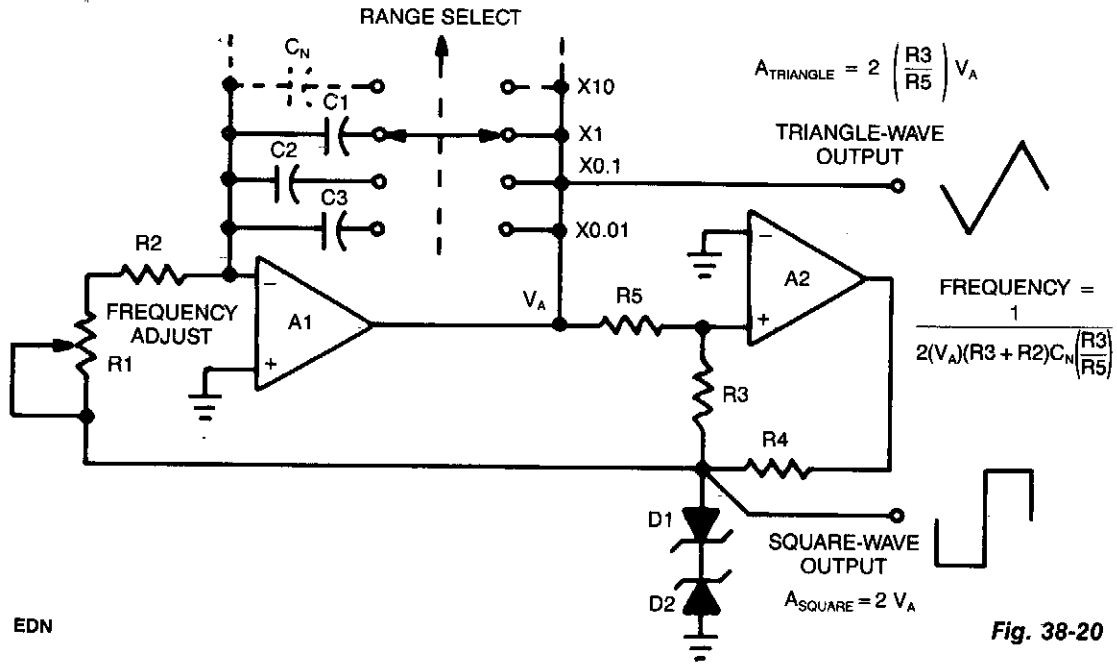 RANGE SELECT
C_N
X10
A_TRIANGLE = 2 (R3/R5) V_A
C1
X1
TRIANGLE-WAVE
OUTPUT
C2
X0.1
C3
X0.01
R2
FREQUENCY
ADJUST
R1
−
A1
+
V_A
R5
−
A2
+
FREQUENCY =
1
2(V_A)(R3 + R2)C_N(R3/R5)
R3
R4
D1
SQUARE-WAVE
OUTPUT
D2
A_SQUARE = 2 V_A
EDN
Fig. 38-20